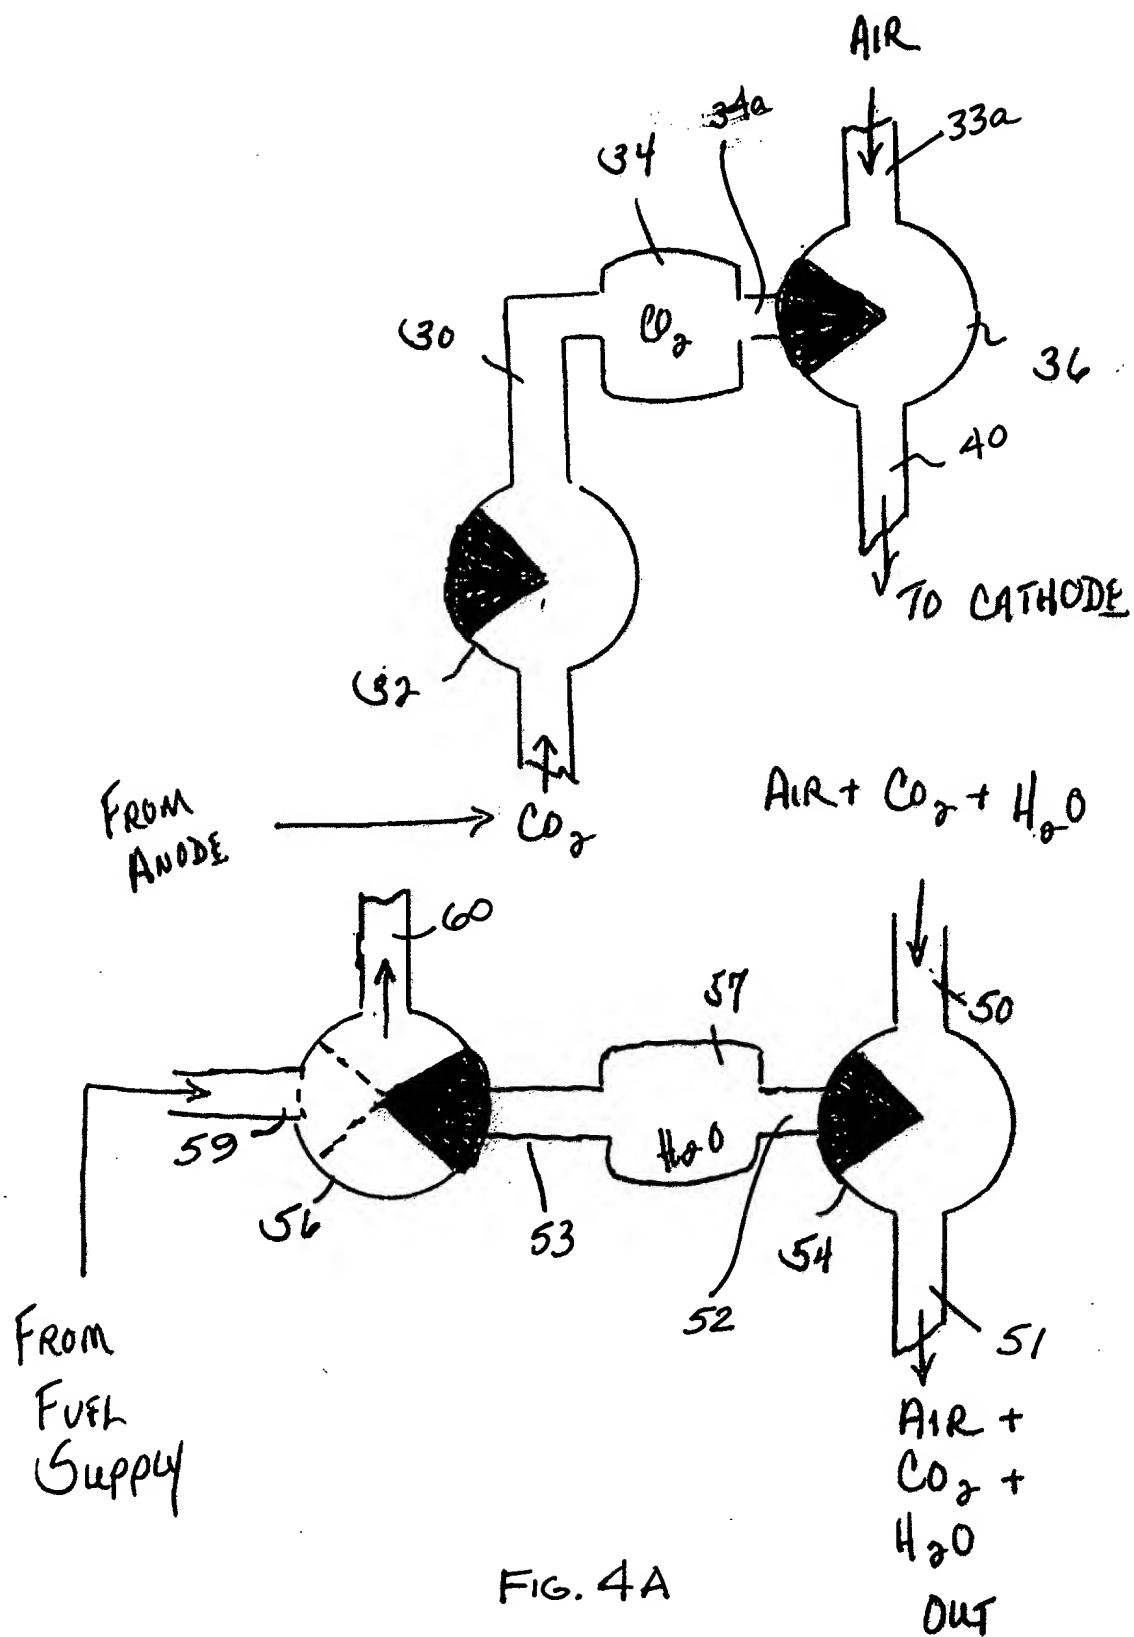 AIR
34a
33a
34
CO2
30
36
40
TO CATHODE
32
FROM
ANODE
CO2
AIR + CO2 + H2O
60
57
50
59
H2O
56
53
54
52
51
FROM
FUEL
SUPPLY
AIR +
CO2 +
H2O
OUT
FIG. 4A